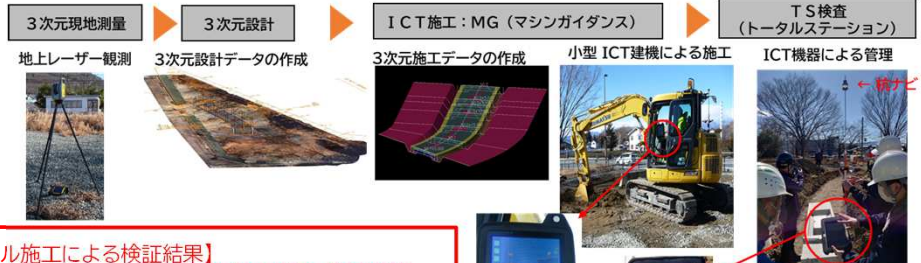 3次元現地測量
3次元設計
ICT施工:MG(マシンガイダンス)
TS検査
(トータルステーション)
地上レーザー観測
3次元設計データの作成
3次元施工データの作成
小型 ICT建機による施工
ICT機器による管理
←杭ナビ
ル施工による検証結果】